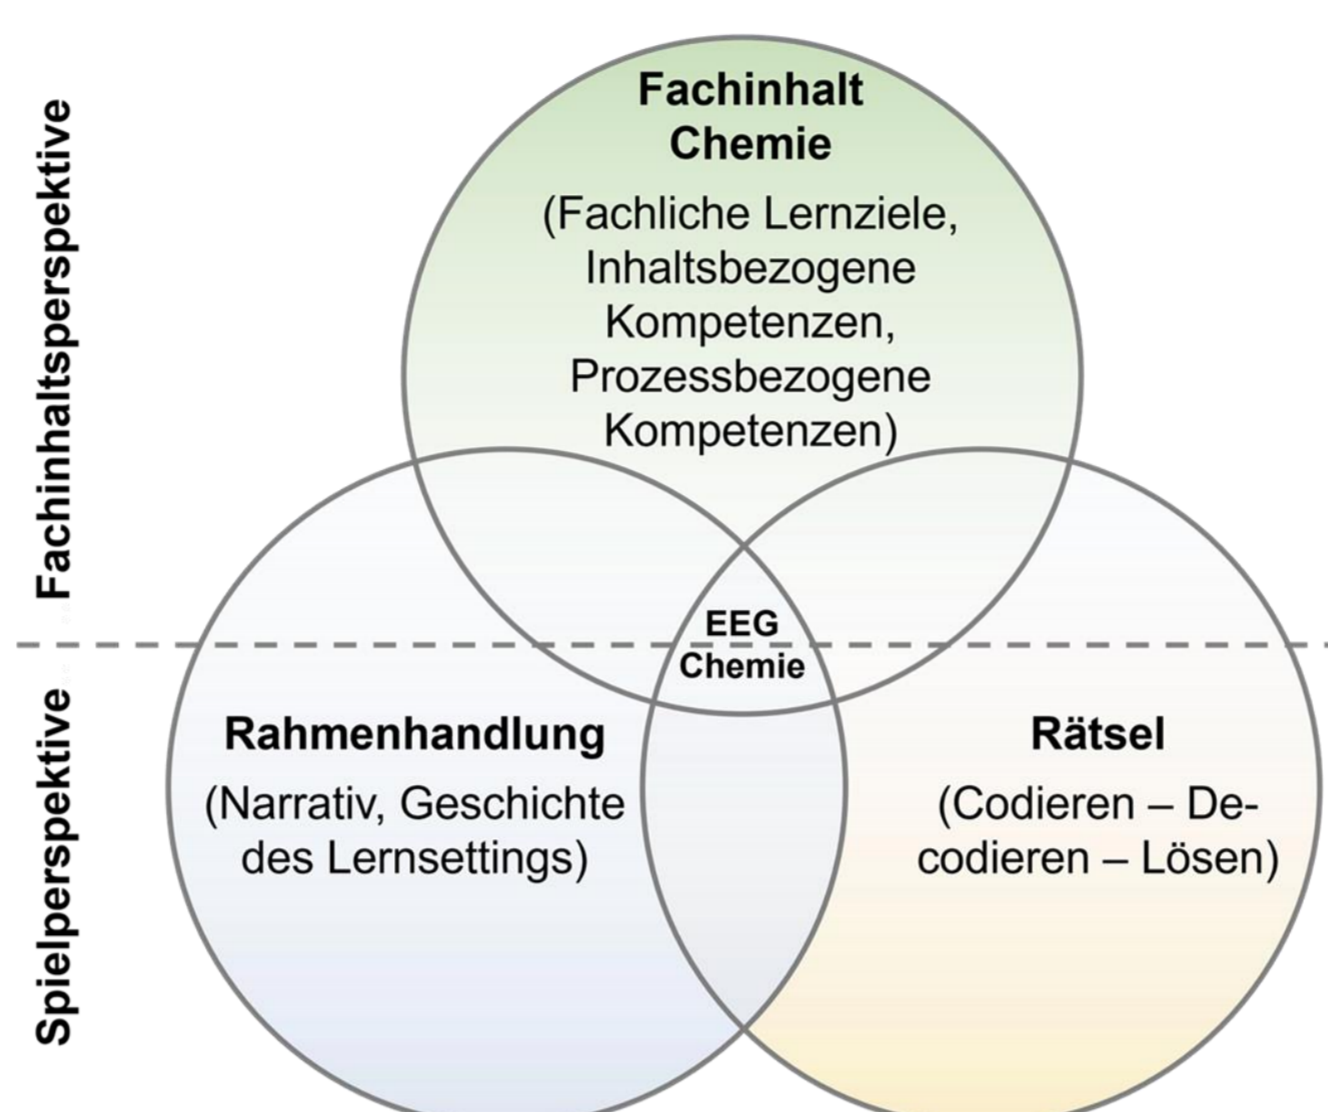 Fachinhaltsperspektive
Fachinhalt
Chemie
(Fachliche Lernziele,
Inhaltsbezogene
Kompetenzen,
Prozessbezogene
Kompetenzen)
EEG
Chemie
Spielperspektive
Rahmenhandlung
(Narrativ, Geschichte
des Lernsettings)
Rätsel
(Codieren – De-
codieren – Lösen)